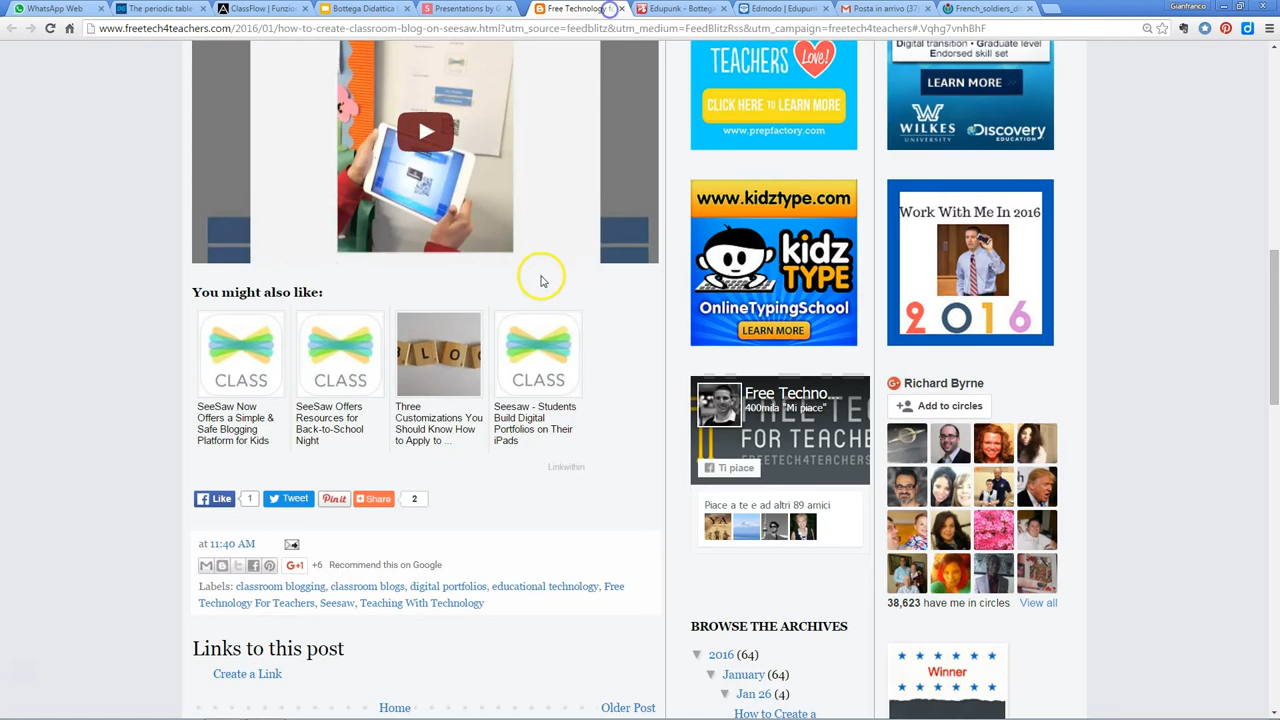 WhatsApp Web
The periodic table
ClassFlow | Funzio
Bottega Didattica
Presentations by G
Free Technology fo
Edupunk - Bottega
Edmodo | Edupunk
Posta in arrivo (37)
French_soldiers_di
Gianfranco
www.freetech4teachers.com/2016/01/how-to-create-classroom-blog-on-seesaw.html?utm_source=feedblitz&utm_medium=FeedBlitzRss&utm_campaign=freetech4teachers#.Vqhg7vnhBhF
You might also like:
CLASS
SeeSaw Now
Offers a Simple &
Safe Blogging
Platform for Kids
CLASS
SeeSaw Offers
Resources for
Back-to-School
Night
BLOG
Three
Customizations You
Should Know How
to Apply to ...
CLASS
Seesaw - Students
Build Digital
Portfolios on Their
iPads
Linkwithin
Like
1
Tweet
Pin it
Share
2
at 11:40 AM
G+1
+6
Recommend this on Google
Labels: classroom blogging, classroom blogs, digital portfolios, educational technology, Free
Technology For Teachers, Seesaw, Teaching With Technology
Links to this post
Create a Link
Home
Older Post
TEACHERS Love!
CLICK HERE TO LEARN MORE
www.prepfactory.com
www.kidztype.com
kidz
TYPE
OnlineTypingSchool
LEARN MORE
Free Techno...
400mila "Mi piace"
FOR TEACHE
FREETECH4TEACHERS
Ti piace
Piace a te e ad altri 89 amici
BROWSE THE ARCHIVES
2016 (64)
January (64)
Jan 26 (4)
How to Create a
Digital transition • Graduate level
Endorsed skill set
LEARN MORE
WILKES
UNIVERSITY
Discovery
EDUCATION
Work With Me In 2016
2016
Richard Byrne
Add to circles
38,623 have me in circles
View all
Winner